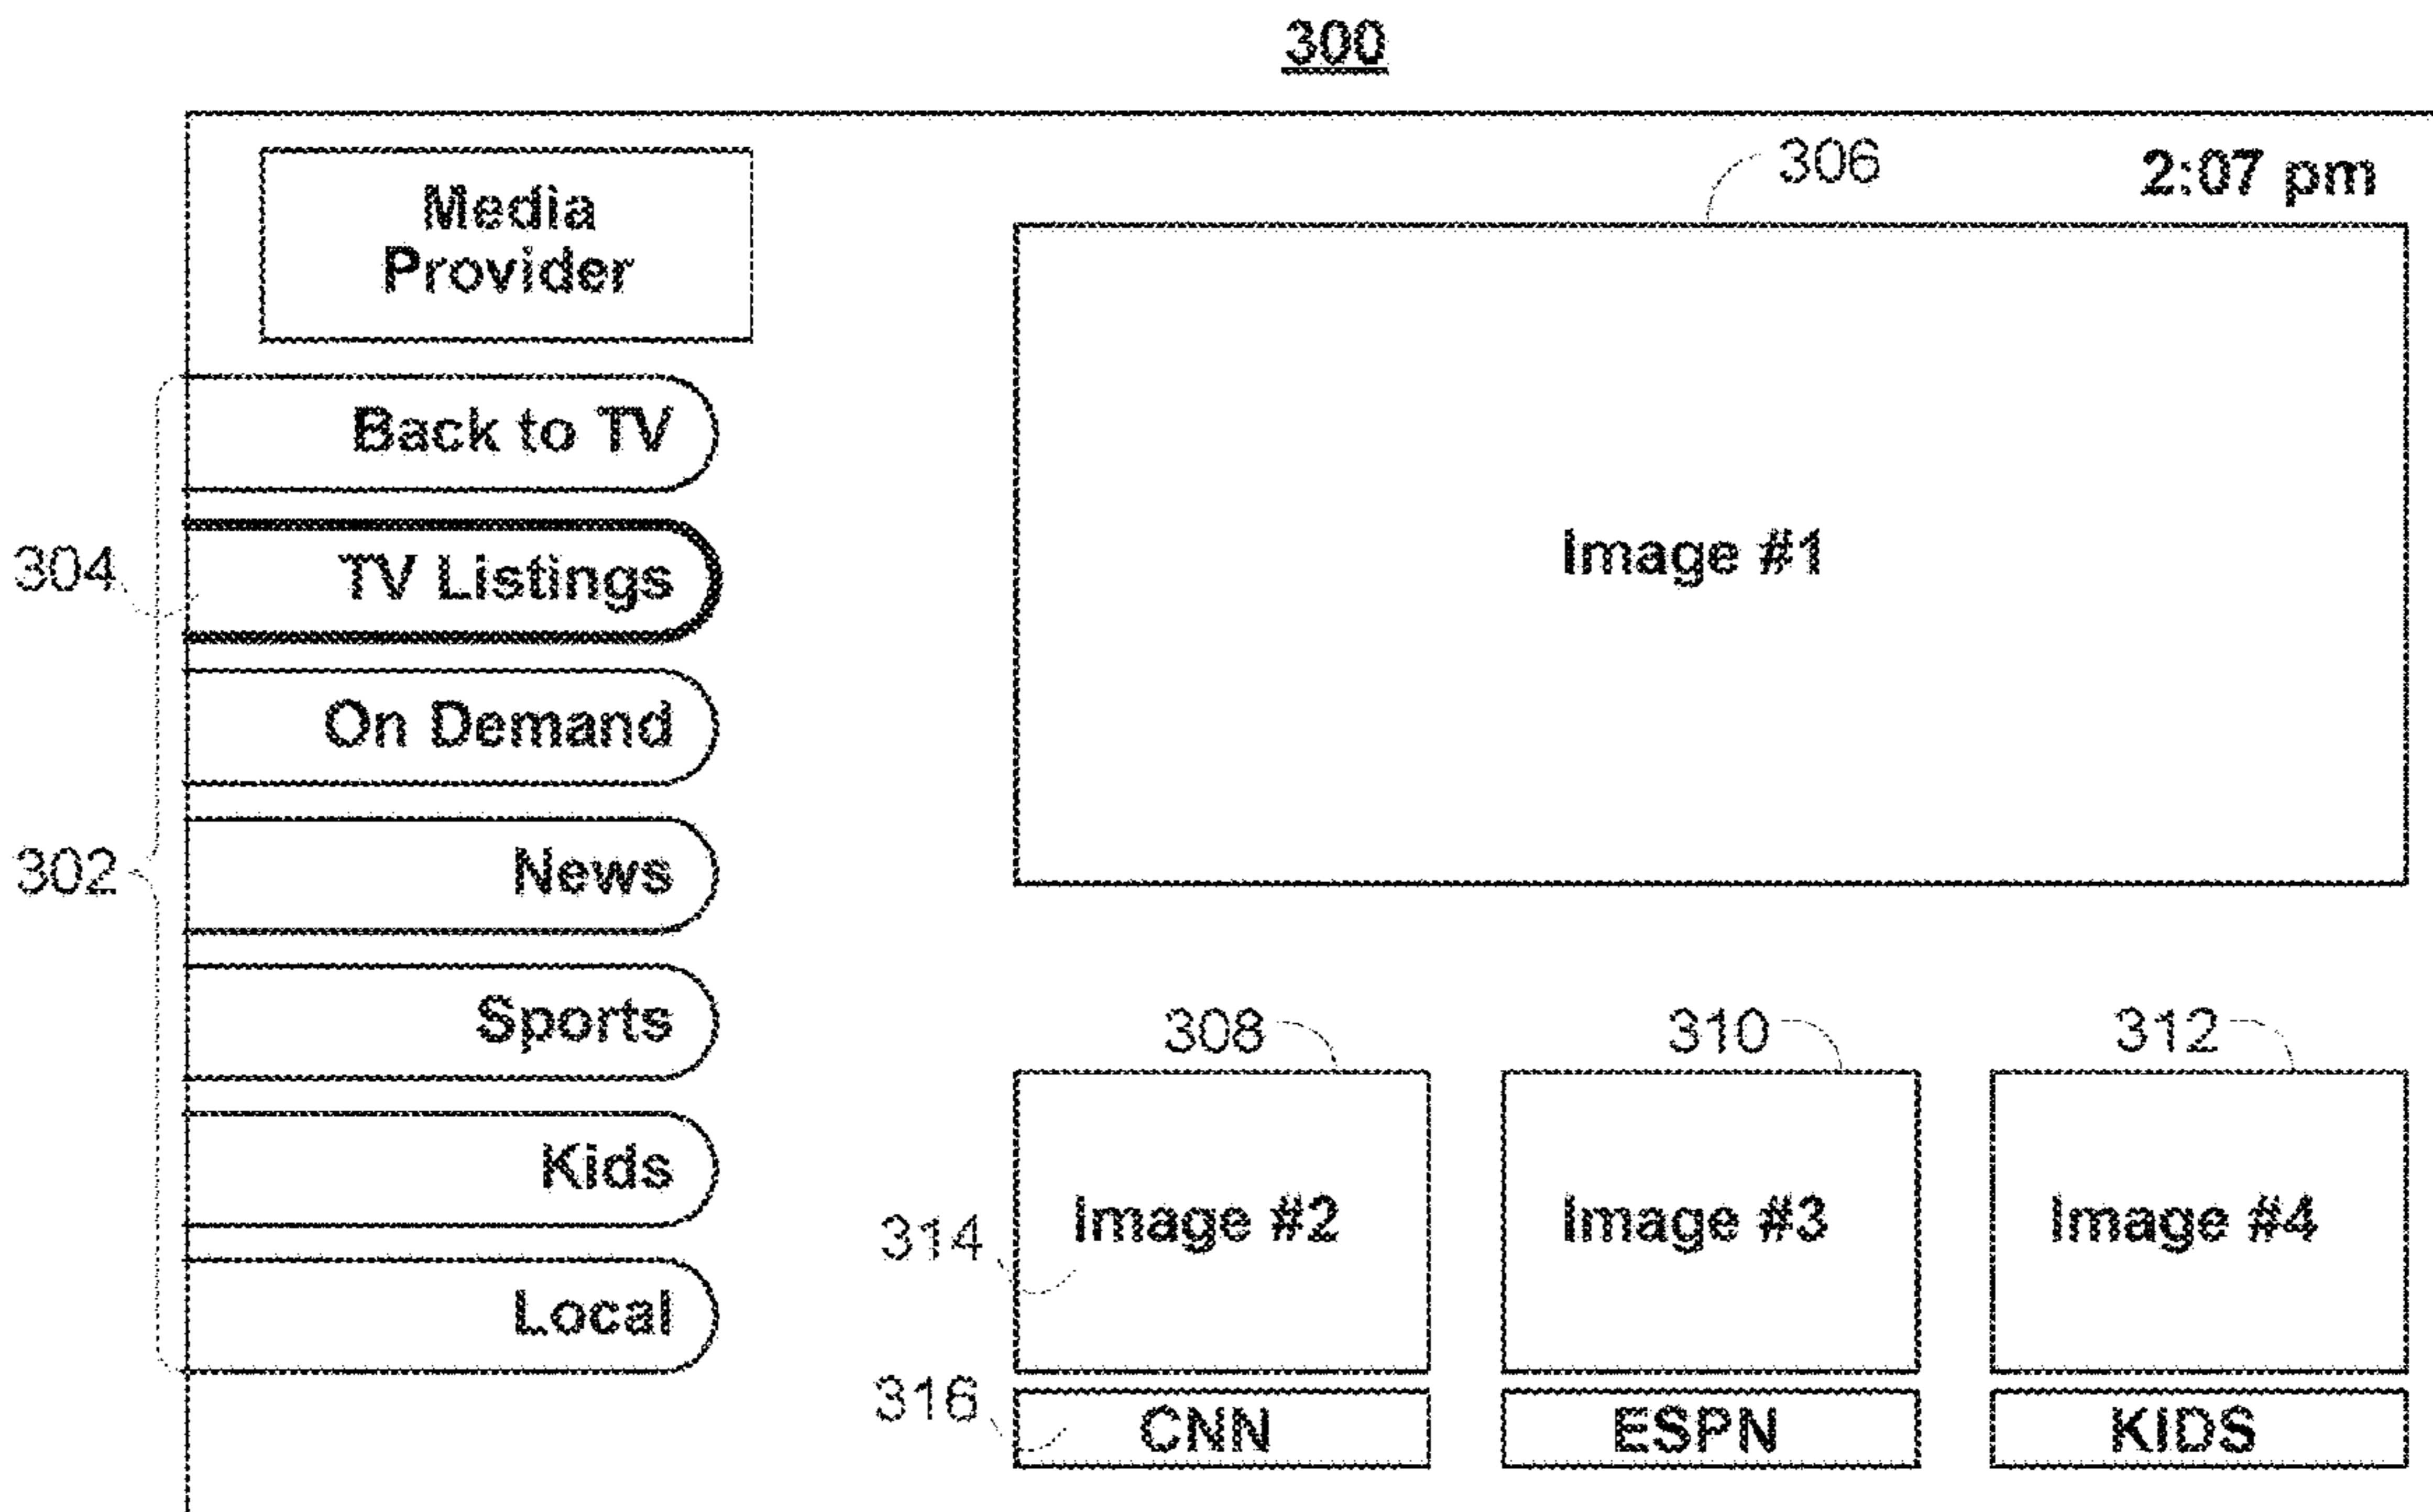 300
306
2:07 pm
Media
Provider
Back to TV
304
TV Listings
Image #1
On Demand
302
News
Sports
308
310
312
Kids
314
Image #2
Image #3
Image #4
Local
316
CNN
ESPN
KIDS